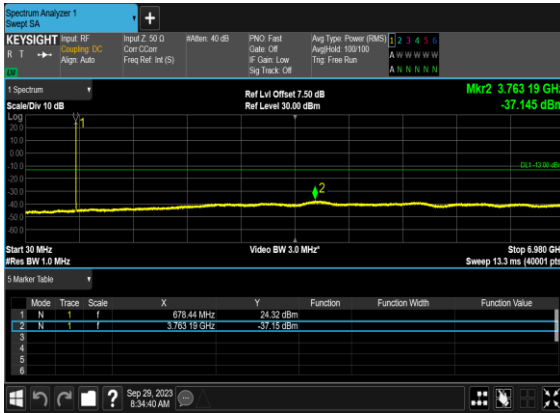 Spectrum Analyzer 1
Swept SA
KEYSIGHT
R T
Input: RF
Coupling: DC
Align: Auto
Input Z: 50 Ω
Corr CCorr
Freq Ref: Int (S)
#Atten: 40 dB
PNO: Fast
Gate: Off
IF Gain: Low
Sig Track: Off
Avg Type: Power (RMS)
Avg|Hold: 100/100
Trig: Free Run
1 2 3 4 5 6
A W W W W W
A N N N N N
1 Spectrum
Scale/Div 10 dB
Ref Lvl Offset 7.50 dB
Ref Level 30.00 dBm
Mkr2 3.763 19 GHz
-37.145 dBm
Log
20.0
10.0
0.00
-10.0
-20.0
-30.0
-40.0
-50.0
-60.0
1
2
DL1 -13.00 dBm
Start 30 MHz
#Res BW 1.0 MHz
Video BW 3.0 MHz*
Stop 6.980 GH
Sweep 13.3 ms (40001 pts
5 Marker Table
Mode Trace Scale X Y Function Function Width Function Value
1 N 1 f 678.44 MHz 24.32 dBm
2 N 1 f 3.763 19 GHz -37.15 dBm
3
4
5
6
?
Sep 29, 2023
8:34:40 AM